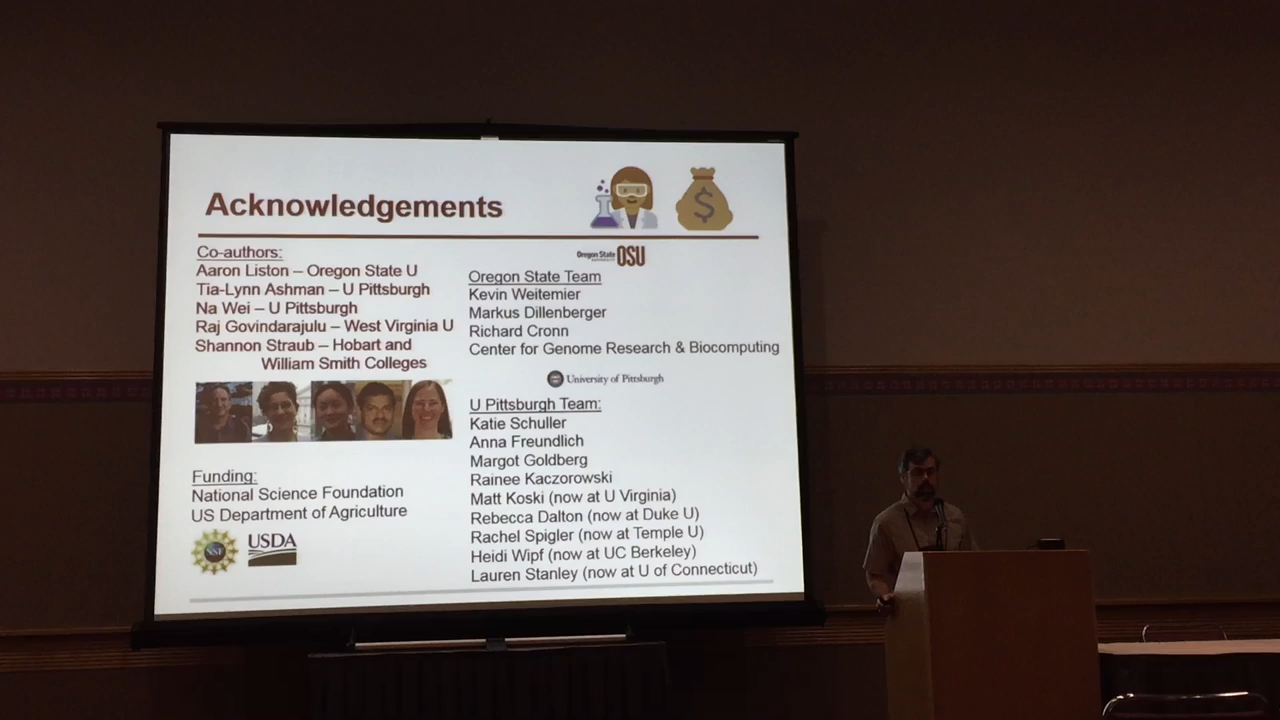 Acknowledgements
Co-authors:
Aaron Liston – Oregon State U
Tia-Lynn Ashman – U Pittsburgh
Na Wei – U Pittsburgh
Raj Govindarajulu – West Virginia U
Shannon Straub – Hobart and
William Smith Colleges
Funding:
National Science Foundation
US Department of Agriculture
NSF
USDA
$
Oregon State
OSU
Oregon State Team
Kevin Weitemier
Markus Dillenberger
Richard Cronn
Center for Genome Research & Biocomputing
University of Pittsburgh
U Pittsburgh Team:
Katie Schuller
Anna Freundlich
Margot Goldberg
Rainee Kaczorowski
Matt Koski (now at U Virginia)
Rebecca Dalton (now at Duke U)
Rachel Spigler (now at Temple U)
Heidi Wipf (now at UC Berkeley)
Lauren Stanley (now at U of Connecticut)